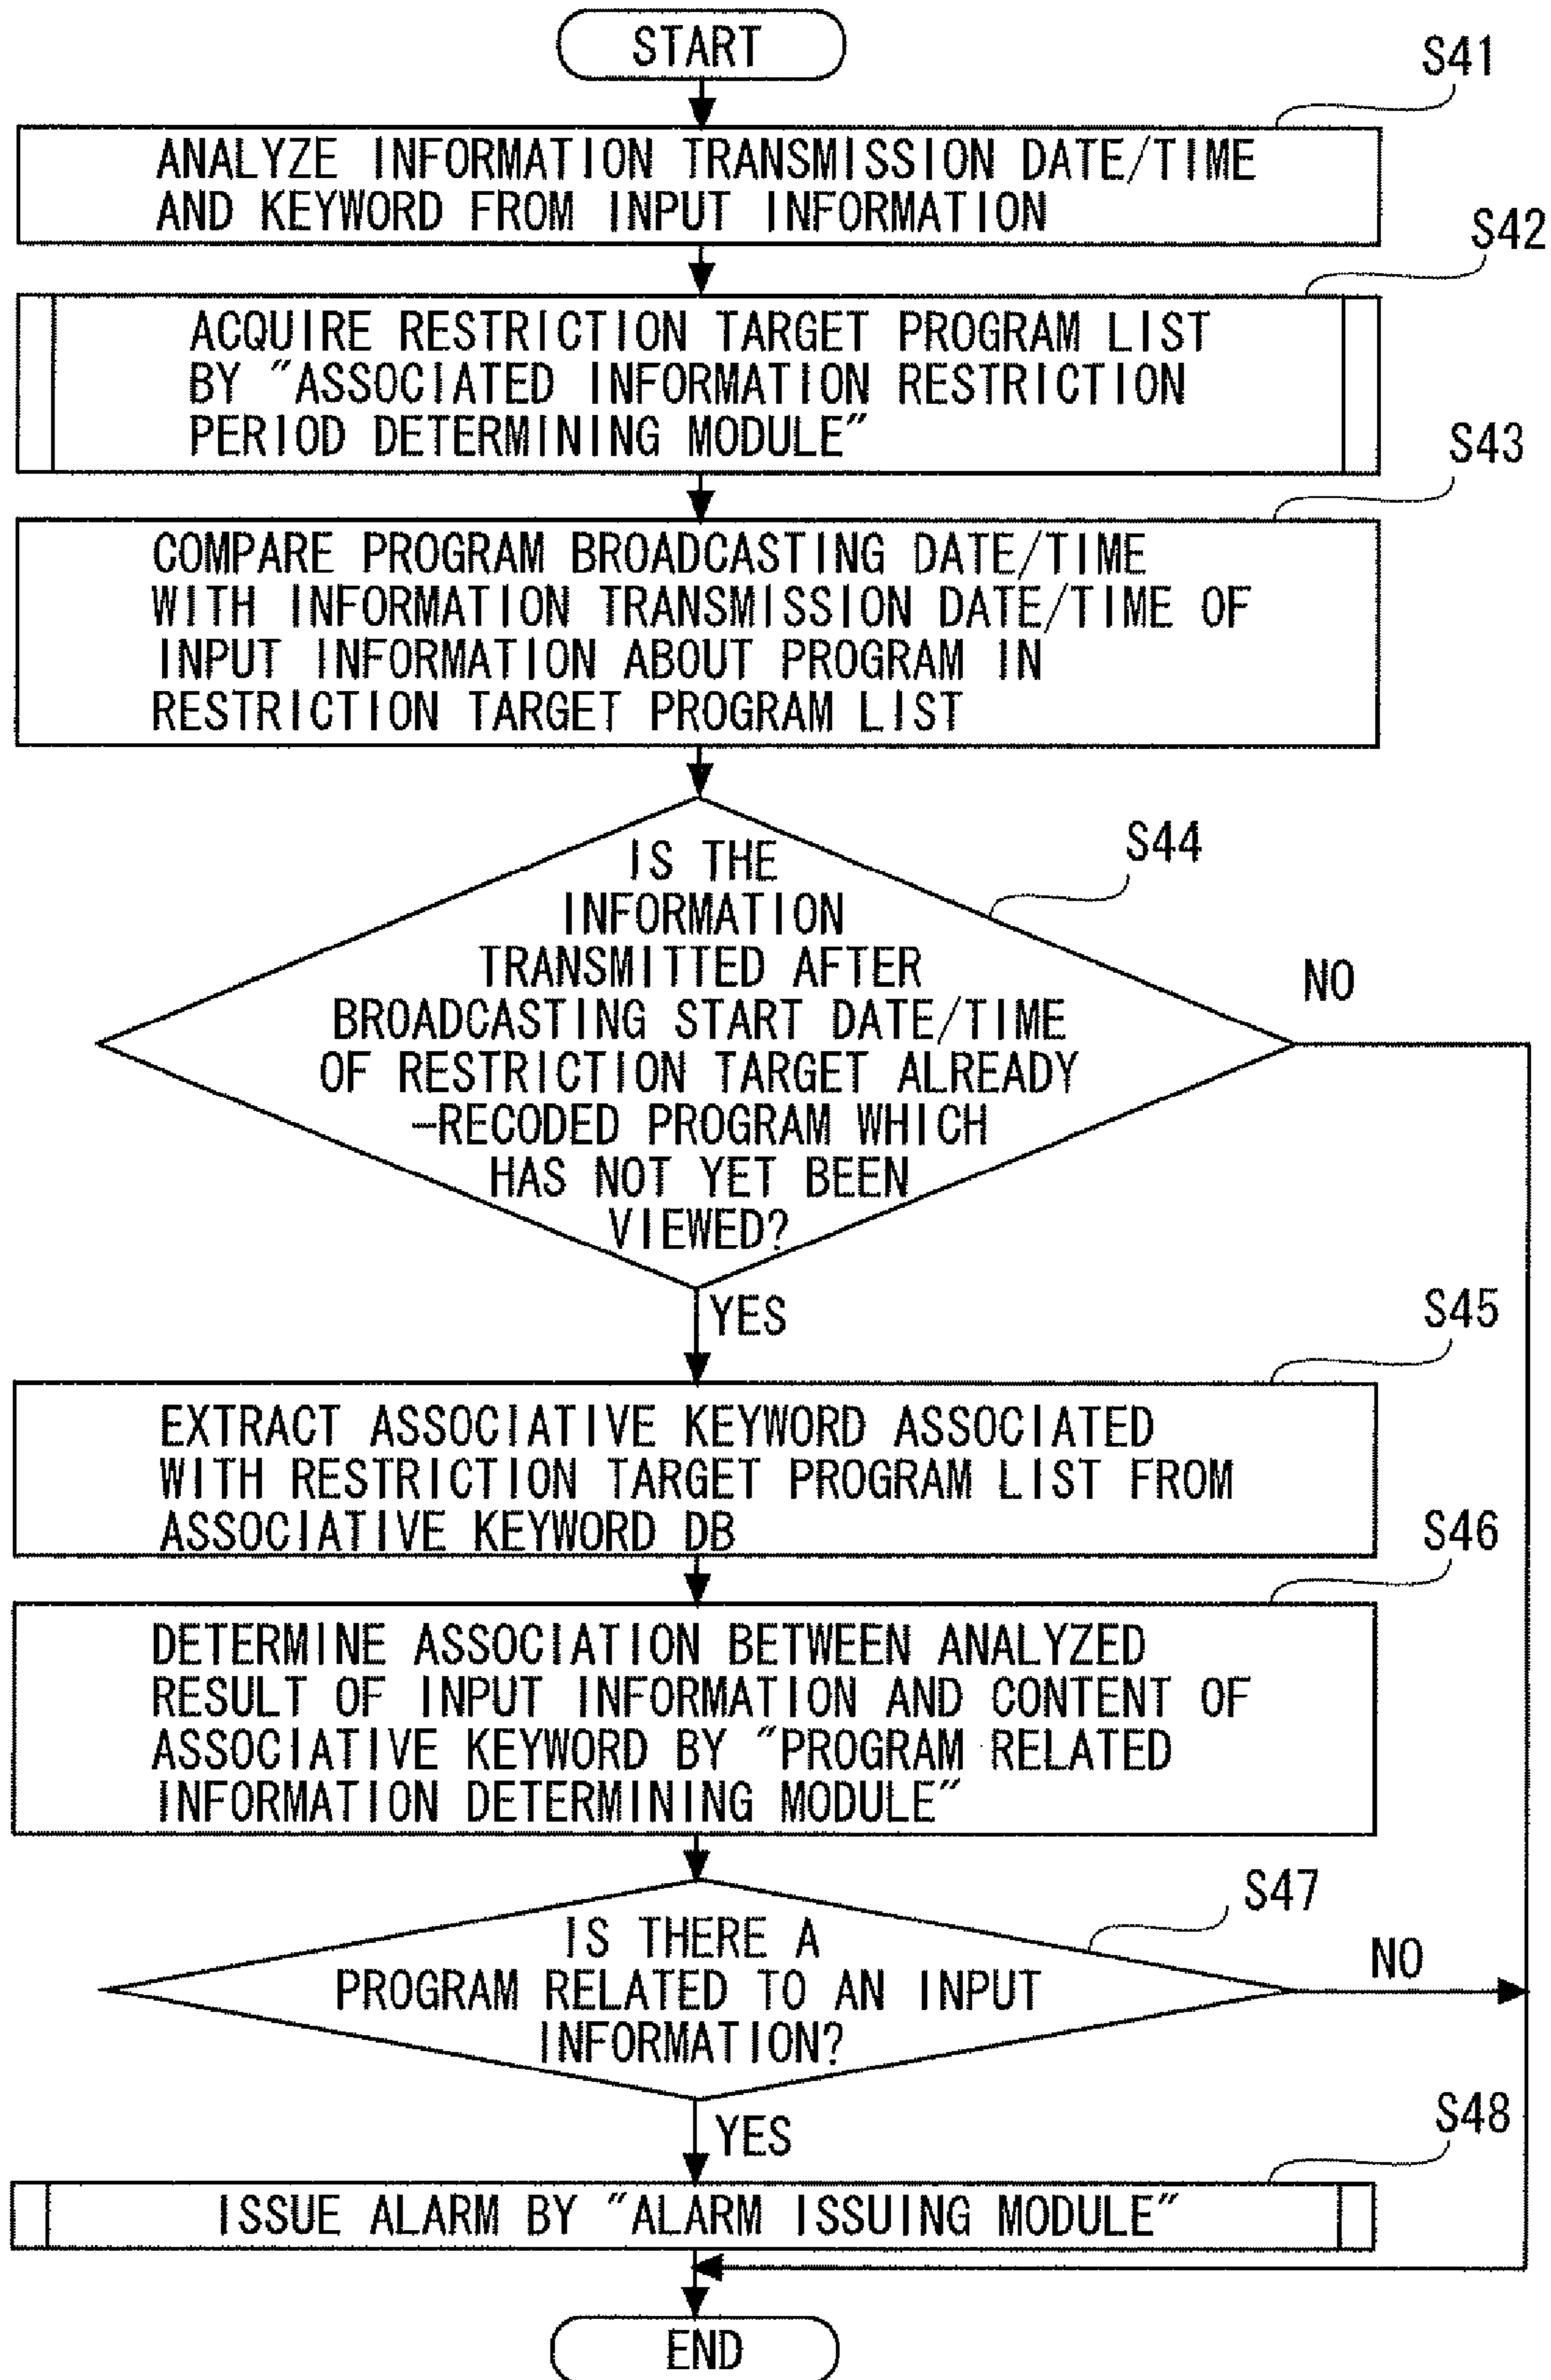 START
S41
ANALYZE INFORMATION TRANSMISSION DATE/TIME
AND KEYWORD FROM INPUT INFORMATION
S42
ACQUIRE RESTRICTION TARGET PROGRAM LIST
BY "ASSOCIATED INFORMATION RESTRICTION
PERIOD DETERMINING MODULE"
S43
COMPARE PROGRAM BROADCASTING DATE/TIME
WITH INFORMATION TRANSMISSION DATE/TIME OF
INPUT INFORMATION ABOUT PROGRAM IN
RESTRICTION TARGET PROGRAM LIST
S44
IS THE
INFORMATION
TRANSMITTED AFTER
BROADCASTING START DATE/TIME
OF RESTRICTION TARGET ALREADY
-RECODED PROGRAM WHICH
HAS NOT YET BEEN
VIEWED?
NO
YES
S45
EXTRACT ASSOCIATIVE KEYWORD ASSOCIATED
WITH RESTRICTION TARGET PROGRAM LIST FROM
ASSOCIATIVE KEYWORD DB
S46
DETERMINE ASSOCIATION BETWEEN ANALYZED
RESULT OF INPUT INFORMATION AND CONTENT OF
ASSOCIATIVE KEYWORD BY "PROGRAM RELATED
INFORMATION DETERMINING MODULE"
S47
IS THERE A
PROGRAM RELATED TO AN INPUT
INFORMATION?
NO
YES
S48
ISSUE ALARM BY "ALARM ISSUING MODULE"
END